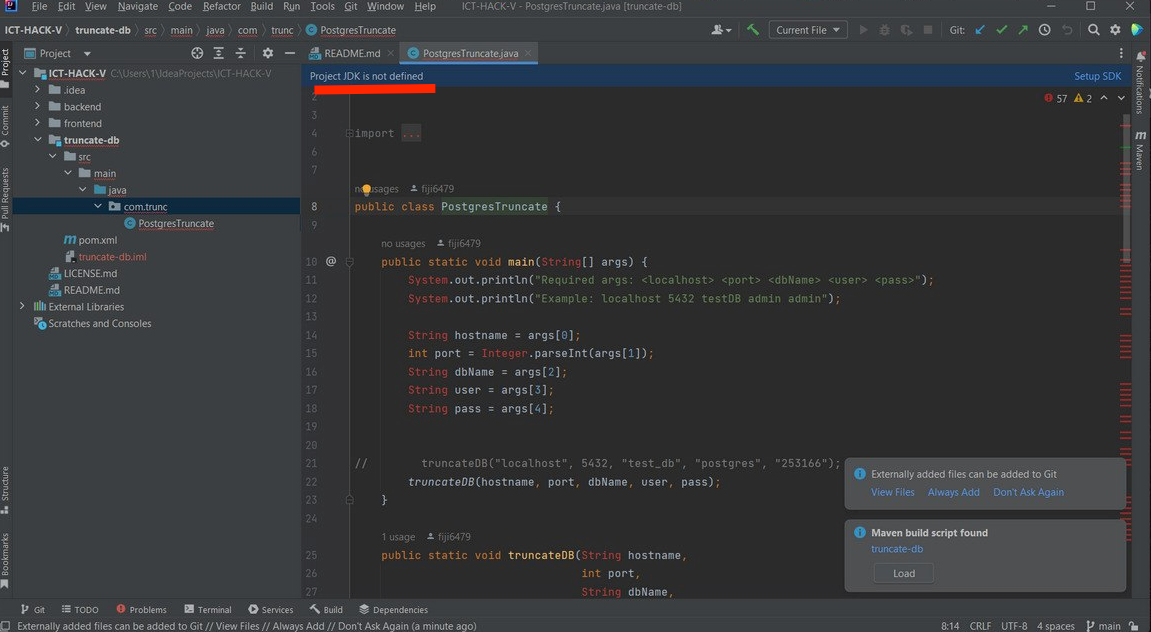 File Edit View Navigate Code Refactor Build Run Tools Git Window Help ICT-HACK-V - PostgresTruncate.java [truncate-db]
ICT-HACK-V truncate-db src main java com trunc PostgresTruncate Current File Git:
Project README.md PostgresTruncate.java
Project JDK is not defined Setup SDK
ICT-HACK-V C:\Users\1\IdeaProjects\ICT-HACK-V
.idea
backend
frontend
truncate-db
src
main
java
com.trunc
PostgresTruncate
pom.xml
truncate-db.iml
LICENSE.md
README.md
External Libraries
Scratches and Consoles
Project
Commit
Pull Requests
Structure
Bookmarks
57 2
2
3
4 import ...
6
7
no usages fiji6479
8 public class PostgresTruncate {
9
no usages fiji6479
10 @ public static void main(String[] args) {
11 System.out.println("Required args: <localhost> <port> <dbName> <user> <pass>");
12 System.out.println("Example: localhost 5432 testDB admin admin");
13
14 String hostname = args[0];
15 int port = Integer.parseInt(args[1]);
16 String dbName = args[2];
17 String user = args[3];
18 String pass = args[4];
19
20
21 // truncateDB("localhost", 5432, "test_db", "postgres", "253166");
22 truncateDB(hostname, port, dbName, user, pass);
23 }
24
1 usage fiji6479
25 public static void truncateDB(String hostname,
26 int port,
27 String dbName,
Notifications
m Maven
Externally added files can be added to Git
View Files Always Add Don't Ask Again
Maven build script found
truncate-db
Load
Git TODO Problems Terminal Services Build Dependencies
Externally added files can be added to Git // View Files // Always Add // Don't Ask Again (a minute ago) 8:14 CRLF UTF-8 4 spaces main